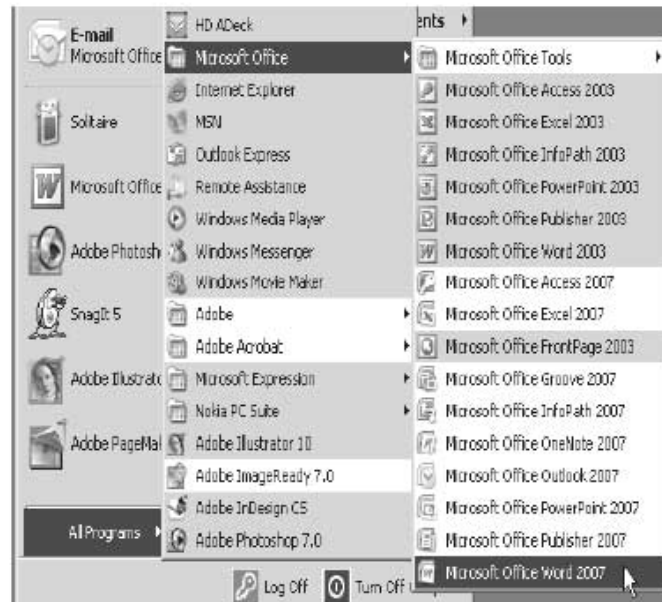 E-mail
Microsoft Office
Solitaire
Microsoft Office
Adobe Photosh
SnagIt 5
Adobe Illustrato
Adobe PageMa
All Programs
HD ADeck
Microsoft Office
Internet Explorer
MSN
Outlook Express
Remote Assistance
Windows Media Player
Windows Messenger
Windows Movie Maker
Adobe
Adobe Acrobat
Microsoft Expression
Nokia PC Suite
Adobe Illustrator 10
Adobe ImageReady 7.0
Adobe InDesign CS
Adobe Photoshop 7.0
ents
Microsoft Office Tools
Microsoft Office Access 2003
Microsoft Office Excel 2003
Microsoft Office InfoPath 2003
Microsoft Office PowerPoint 2003
Microsoft Office Publisher 2003
Microsoft Office Word 2003
Microsoft Office Access 2007
Microsoft Office Excel 2007
Microsoft Office FrontPage 2003
Microsoft Office Groove 2007
Microsoft Office InfoPath 2007
Microsoft Office OneNote 2007
Microsoft Office Outlook 2007
Microsoft Office PowerPoint 2007
Microsoft Office Publisher 2007
Microsoft Office Word 2007
Log Off
Turn Off